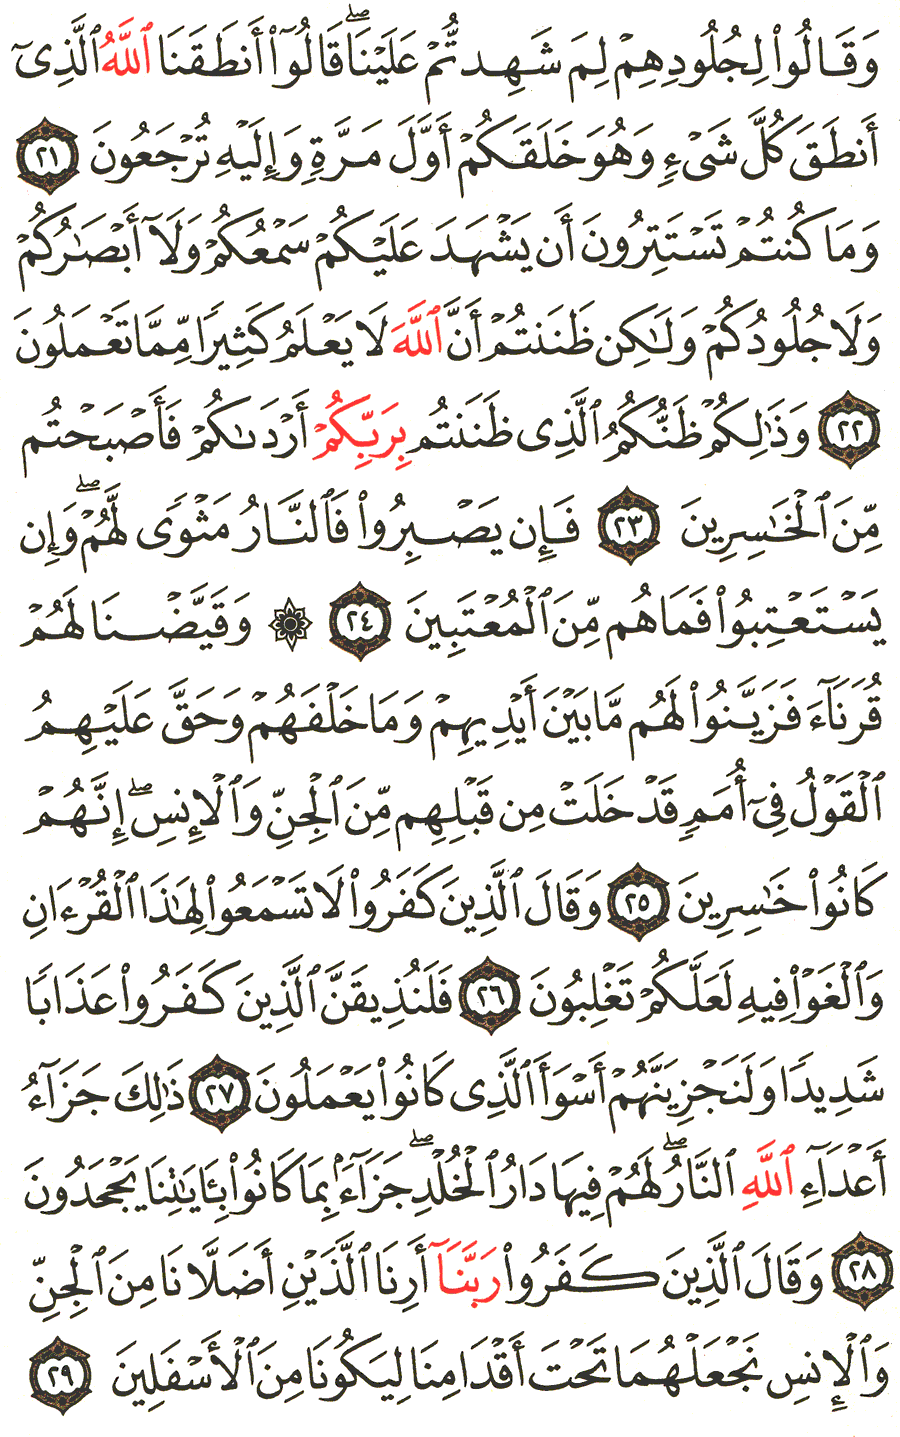 وَقَالُوا۟ لِجُلُودِهِمْ لِمَ شَهِدتُّمْ عَلَيْنَا ۖ قَالُوٓا۟ أَنطَقَنَا ٱللَّهُ ٱلَّذِىٓ
أَنطَقَ كُلَّ شَىْءٍ وَهُوَ خَلَقَكُمْ أَوَّلَ مَرَّةٍ وَإِلَيْهِ تُرْجَعُونَ ٢١
وَمَا كُنتُمْ تَسْتَتِرُونَ أَن يَشْهَدَ عَلَيْكُمْ سَمْعُكُمْ وَلَآ أَبْصَٰرُكُمْ
وَلَا جُلُودُكُمْ وَلَٰكِن ظَنَنتُمْ أَنَّ ٱللَّهَ لَا يَعْلَمُ كَثِيرًا مِّمَّا تَعْمَلُونَ
٢٢ وَذَٰلِكُمْ ظَنُّكُمُ ٱلَّذِى ظَنَنتُم بِرَبِّكُمْ أَرْدَىٰكُمْ فَأَصْبَحْتُم
مِّنَ ٱلْخَٰسِرِينَ ٢٣ فَإِن يَصْبِرُوا۟ فَٱلنَّارُ مَثْوًى لَّهُمْ ۖ وَإِن
يَسْتَعْتِبُوا۟ فَمَا هُم مِّنَ ٱلْمُعْتَبِينَ ٢٤ ۞ وَقَيَّضْنَا لَهُمْ
قُرَنَآءَ فَزَيَّنُوا۟ لَهُم مَّا بَيْنَ أَيْدِيهِمْ وَمَا خَلْفَهُمْ وَحَقَّ عَلَيْهِمُ
ٱلْقَوْلُ فِىٓ أُمَمٍ قَدْ خَلَتْ مِن قَبْلِهِم مِّنَ ٱلْجِنِّ وَٱلْإِنسِ ۖ إِنَّهُمْ
كَانُوا۟ خَٰسِرِينَ ٢٥ وَقَالَ ٱلَّذِينَ كَفَرُوا۟ لَا تَسْمَعُوا۟ لِهَٰذَا ٱلْقُرْءَانِ
وَٱلْغَوْا۟ فِيهِ لَعَلَّكُمْ تَغْلِبُونَ ٢٦ فَلَنُذِيقَنَّ ٱلَّذِينَ كَفَرُوا۟ عَذَابًا
شَدِيدًا وَلَنَجْزِيَنَّهُمْ أَسْوَأَ ٱلَّذِى كَانُوا۟ يَعْمَلُونَ ٢٧ ذَٰلِكَ جَزَآءُ
أَعْدَآءِ ٱللَّهِ ٱلنَّارُ ۖ لَهُمْ فِيهَا دَارُ ٱلْخُلْدِ ۖ جَزَآءًۢ بِمَا كَانُوا۟ بِـَٔايَٰتِنَا يَجْحَدُونَ
٢٨ وَقَالَ ٱلَّذِينَ كَفَرُوا۟ رَبَّنَآ أَرِنَا ٱلَّذَيْنِ أَضَلَّانَا مِنَ ٱلْجِنِّ
وَٱلْإِنسِ نَجْعَلْهُمَا تَحْتَ أَقْدَامِنَا لِيَكُونَا مِنَ ٱلْأَسْفَلِينَ ٢٩